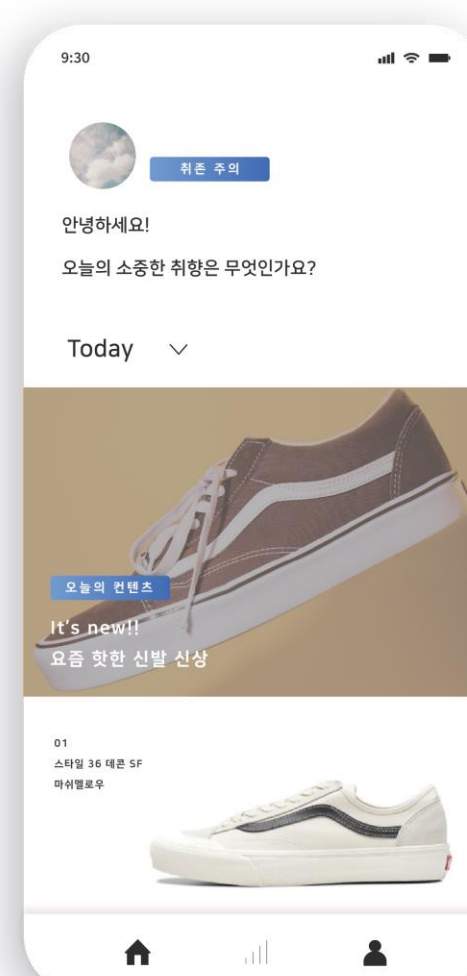 9:30
취존 주의
안녕하세요!
오늘의 소중한 취향은 무엇인가요?
Today
오늘의 컨텐츠
It's new!!
요즘 핫한 신발 신상
01
스타일 36 데콘 SF
마쉬멜로우